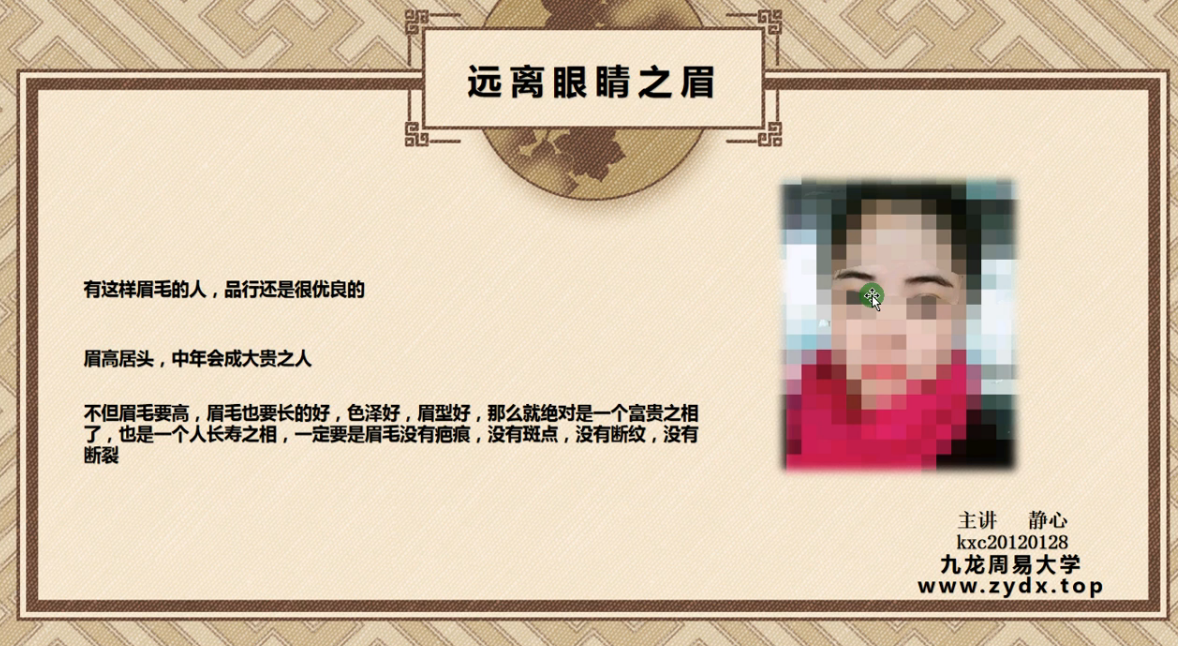 远离眼睛之眉
有这样眉毛的人，品行还是很优良的
眉高居头，中年会成大贵之人
不但眉毛要高，眉毛也要长的好，色泽好，眉型好，那么就绝对是一个富贵之相
了，也是一个人长寿之相，一定要是眉毛没有疤痕，没有斑点，没有断纹，没有
断裂
主讲 静心
kxc20120128
九龙周易大学
www.zydx.top